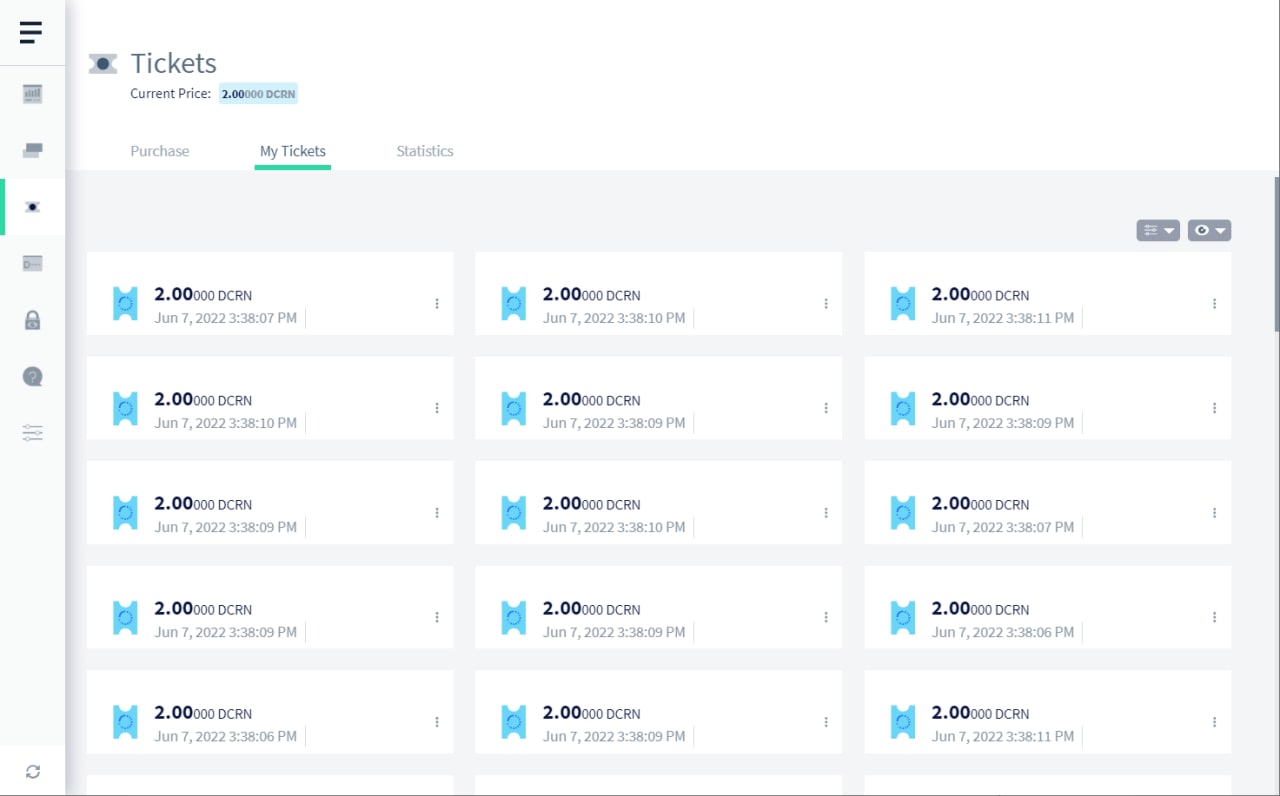 Tickets
Current Price: 2.00000 DCRN
Purchase My Tickets Statistics
2.00000 DCRN
Jun 7, 2022 3:38:07 PM
2.00000 DCRN
Jun 7, 2022 3:38:10 PM
2.00000 DCRN
Jun 7, 2022 3:38:11 PM
2.00000 DCRN
Jun 7, 2022 3:38:10 PM
2.00000 DCRN
Jun 7, 2022 3:38:09 PM
2.00000 DCRN
Jun 7, 2022 3:38:09 PM
2.00000 DCRN
Jun 7, 2022 3:38:09 PM
2.00000 DCRN
Jun 7, 2022 3:38:10 PM
2.00000 DCRN
Jun 7, 2022 3:38:07 PM
2.00000 DCRN
Jun 7, 2022 3:38:09 PM
2.00000 DCRN
Jun 7, 2022 3:38:09 PM
2.00000 DCRN
Jun 7, 2022 3:38:06 PM
2.00000 DCRN
Jun 7, 2022 3:38:06 PM
2.00000 DCRN
Jun 7, 2022 3:38:09 PM
2.00000 DCRN
Jun 7, 2022 3:38:11 PM